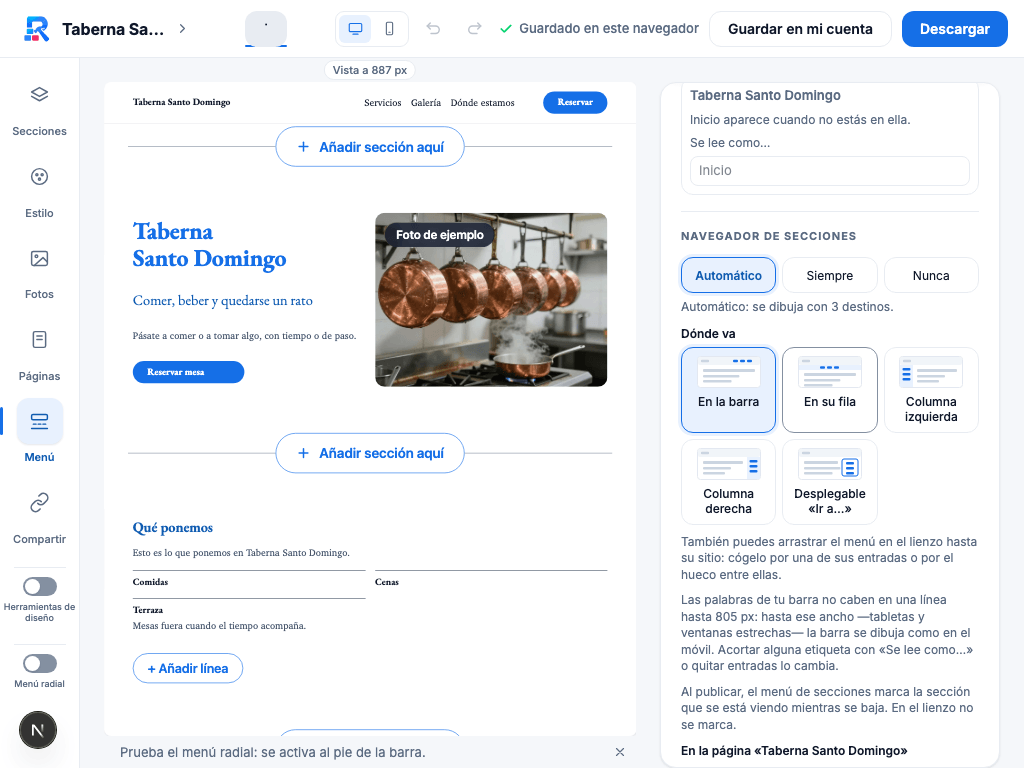 Taberna Sa...
Guardado en este navegador
Guardar en mi cuenta
Descargar
Vista a 887 px
Secciones
Estilo
Fotos
Páginas
Menú
Compartir
Herramientas de
diseño
Menú radial
N
Taberna Santo Domingo
Servicios
Galería
Dónde estamos
Reservar
+ Añadir sección aquí
Taberna
Santo Domingo
Comer, beber y quedarse un rato
Pásate a comer o a tomar algo, con tiempo o de paso.
Reservar mesa
Foto de ejemplo
+ Añadir sección aquí
Qué ponemos
Esto es lo que ponemos en Taberna Santo Domingo.
Comidas
Cenas
Terraza
Mesas fuera cuando el tiempo acompaña.
+ Añadir línea
Prueba el menú radial: se activa al pie de la barra.
Taberna Santo Domingo
Inicio aparece cuando no estás en ella.
Se lee como...
Inicio
NAVEGADOR DE SECCIONES
Automático
Siempre
Nunca
Automático: se dibuja con 3 destinos.
Dónde va
En la barra
En su fila
Columna
izquierda
Columna
derecha
Desplegable
«Ir a...»
También puedes arrastrar el menú en el lienzo hasta
su sitio: cógelo por una de sus entradas o por el
hueco entre ellas.
Las palabras de tu barra no caben en una línea
hasta 805 px: hasta ese ancho —tabletas y
ventanas estrechas— la barra se dibuja como en el
móvil. Acortar alguna etiqueta con «Se lee como...»
o quitar entradas lo cambia.
Al publicar, el menú de secciones marca la sección
que se está viendo mientras se baja. En el lienzo no
se marca.
En la página «Taberna Santo Domingo»